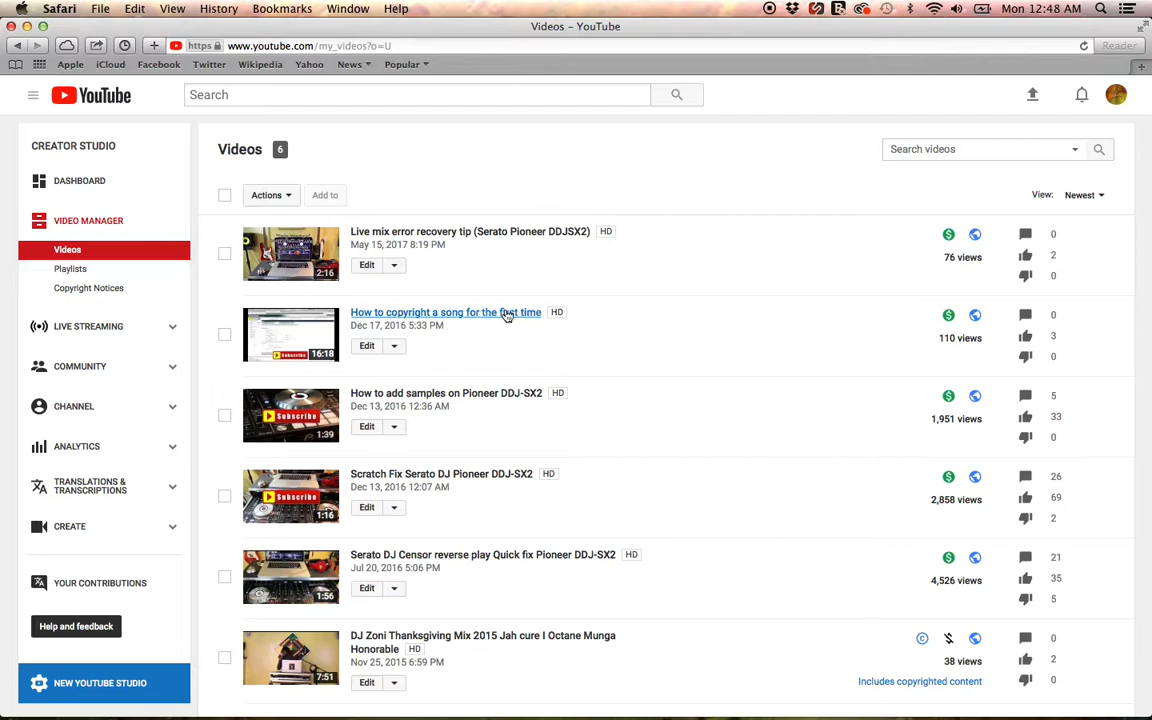 Safari File Edit View History Bookmarks Window Help Mon 12:48 AM
Videos – YouTube
https www.youtube.com/my_videos?o=U Reader
Apple iCloud Facebook Twitter Wikipedia Yahoo News Popular
YouTube Search
CREATOR STUDIO
DASHBOARD
VIDEO MANAGER
Videos
Playlists
Copyright Notices
LIVE STREAMING
COMMUNITY
CHANNEL
ANALYTICS
TRANSLATIONS &
TRANSCRIPTIONS
CREATE
YOUR CONTRIBUTIONS
Help and feedback
NEW YOUTUBE STUDIO
Videos 6 Search videos
Actions Add to View: Newest
Live mix error recovery tip (Serato Pioneer DDJSX2) HD 0
May 15, 2017 8:19 PM 76 views 2
2:16 Edit 0
How to copyright a song for the first time HD 0
Dec 17, 2016 5:33 PM 110 views 3
Subscribe 16:18 Edit 0
How to add samples on Pioneer DDJ-SX2 HD 5
Dec 13, 2016 12:36 AM 1,951 views 33
Subscribe 1:39 Edit 0
Scratch Fix Serato DJ Pioneer DDJ-SX2 HD 26
Dec 13, 2016 12:07 AM 2,858 views 69
Subscribe 1:16 Edit 2
Serato DJ Censor reverse play Quick fix Pioneer DDJ-SX2 HD 21
Jul 20, 2016 5:06 PM 4,526 views 35
1:56 Edit 5
DJ Zoni Thanksgiving Mix 2015 Jah cure I Octane Munga 0
Honorable HD
Nov 25, 2015 6:59 PM 38 views 2
7:51 Edit Includes copyrighted content 0